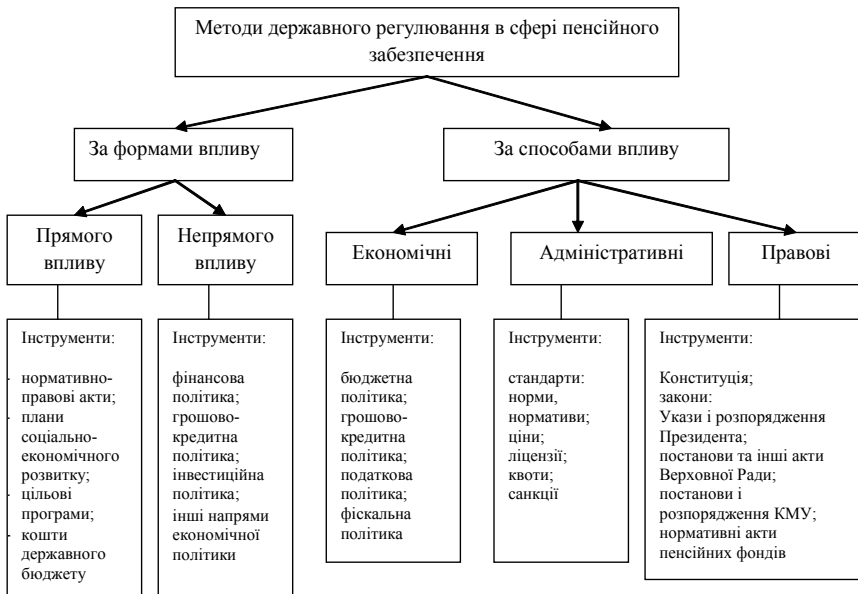 Методи державного регулювання в сфері пенсійного
забезпечення
За формами впливу
За способами впливу
Прямого
впливу
Непрямого
впливу
Економічні
Адміністративні
Правові
Інструменти:
- нормативно-
правові акти;
- плани
соціально-
економічного
розвитку;
- цільові
програми;
- кошти
державного
бюджету
Інструменти:
фінансова
політика;
грошово-
кредитна
політика;
інвестиційна
політика;
інші напрями
економічної
політики
Інструменти:
бюджетна
політика;
грошово-
кредитна
політика;
податкова
політика;
фіскальна
політика
Інструменти:
стандарти:
норми,
нормативи;
ціни;
ліцензії;
квоти;
санкції
Інструменти:
Конституція;
закони:
Укази і розпорядження
Президента;
постанови та інші акти
Верховної Ради;
постанови і
розпорядження КМУ;
нормативні акти
пенсійних фондів